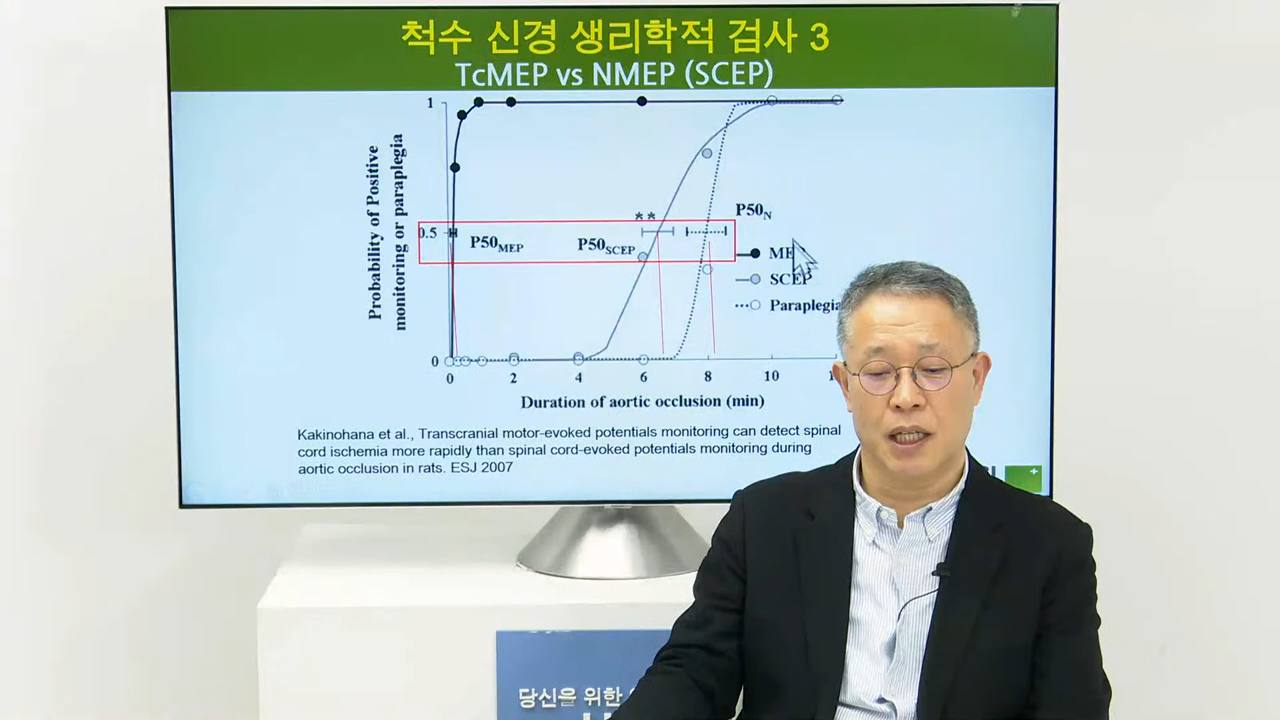 척수 신경 생리학적 검사 3
TcMEP vs NMEP (SCEP)
Probability of Positive
monitoring or paraplegia
1
0.5
0
P50MEP
P50SCEP
**
P50N
SCEP
Paraplegia
0 2 4 6 8 10
Duration of aortic occlusion (min)
Kakinohana et al., Transcranial motor-evoked potentials monitoring can detect spinal
cord ischemia more rapidly than spinal cord-evoked potentials monitoring during
aortic occlusion in rats. ESJ 2007
당신을 위한